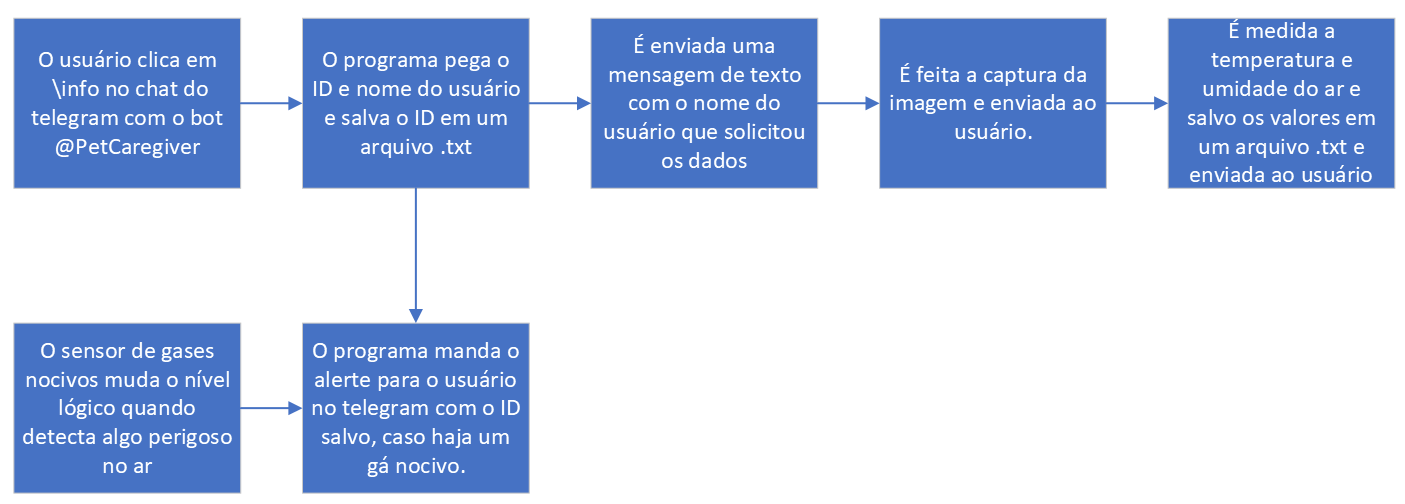 O usuário clica em
\info no chat do
telegram com o bot
@PetCaregiver
O programa pega o
ID e nome do usuário
e salva o ID em um
arquivo .txt
É enviada uma
mensagem de texto
com o nome do
usuário que solicitou
os dados
É feita a captura da
imagem e enviada ao
usuário.
É medida a
temperatura e
umidade do ar e
salvo os valores em
um arquivo .txt e
enviada ao usuário
O sensor de gases
nocivos muda o nível
lógico quando
detecta algo perigoso
no ar
O programa manda o
alerte para o usuário
no telegram com o ID
salvo, caso haja um
gá nocivo.